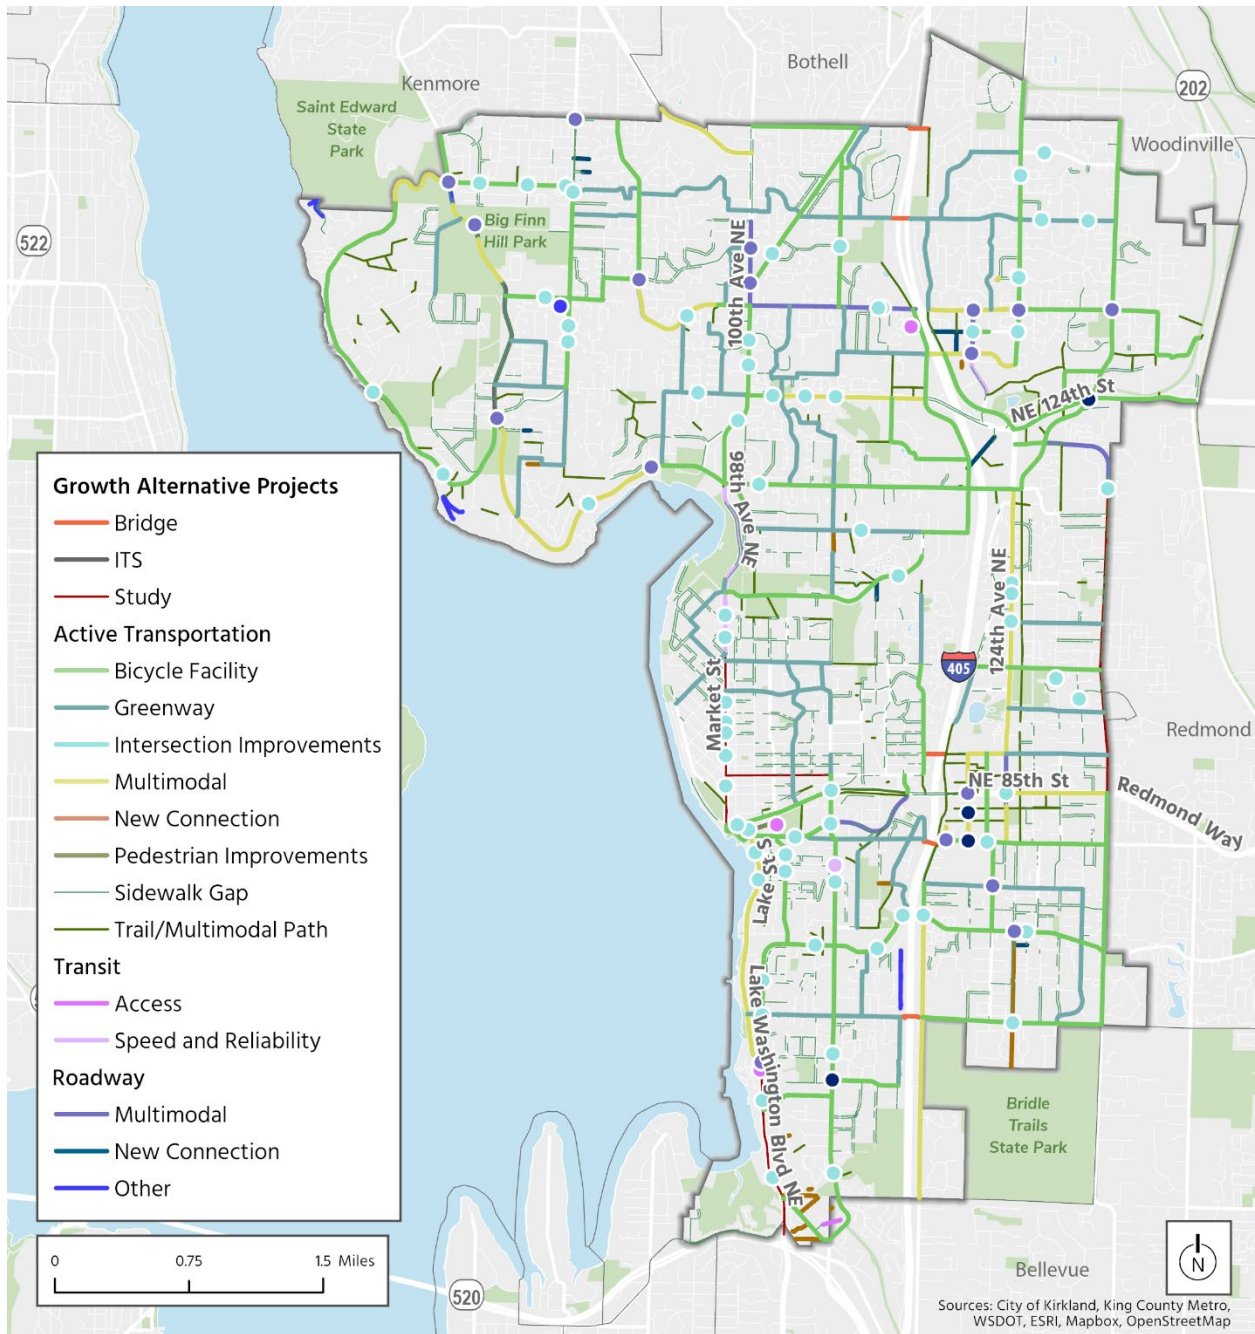 Kenmore
Bothell
202
Saint Edward
State
Park
Woodinville
522
Big Finn
Hill Park
100th Ave NE
NE 124th St
98th Ave NE
124th Ave NE
405
Market St
Redmond
NE 85th St
Redmond Way
Lake St S
Lake Washington Blvd NE
Bridle
Trails
State Park
520
Bellevue
Growth Alternative Projects
Bridge
ITS
Study
Active Transportation
Bicycle Facility
Greenway
Intersection Improvements
Multimodal
New Connection
Pedestrian Improvements
Sidewalk Gap
Trail/Multimodal Path
Transit
Access
Speed and Reliability
Roadway
Multimodal
New Connection
Other
0 0.75 1.5 Miles
N
Sources: City of Kirkland, King County Metro,
WSDOT, ESRI, Mapbox, OpenStreetMap